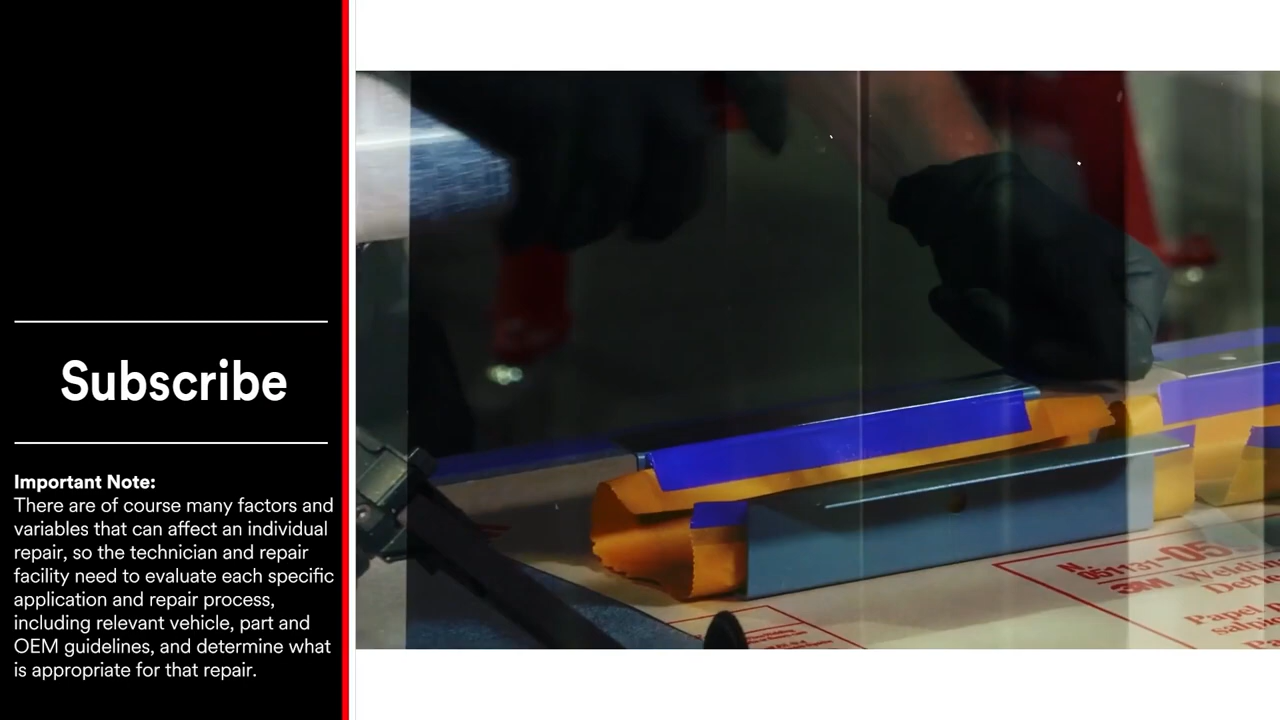 Subscribe
Important Note:
There are of course many factors and
variables that can affect an individual
repair, so the technician and repair
facility need to evaluate each specific
application and repair process,
including relevant vehicle, part and
OEM guidelines, and determine what
is appropriate for that repair.
3M Welding
Papel